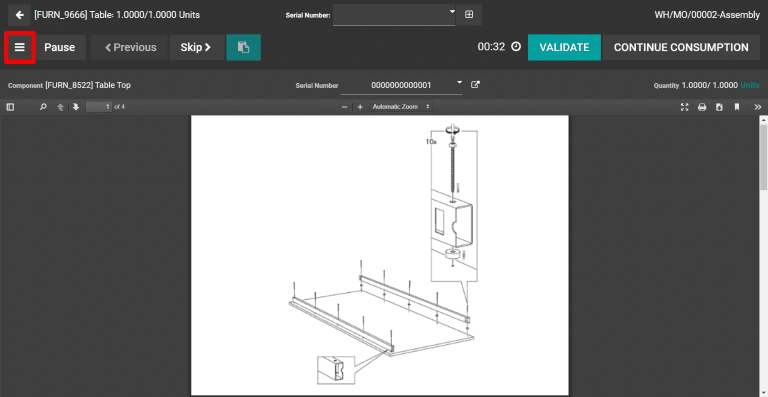 [FURN_9666] Table: 1.0000/1.0000 Units
Serial Number:
WH/MO/00002-Assembly
Pause
Previous
Skip
00:32
VALIDATE
CONTINUE CONSUMPTION
Component [FURN_8522] Table Top
Serial Number
0000000000001
Quantity 1.0000/ 1.0000 Units
1 of 4
Automatic Zoom
10x